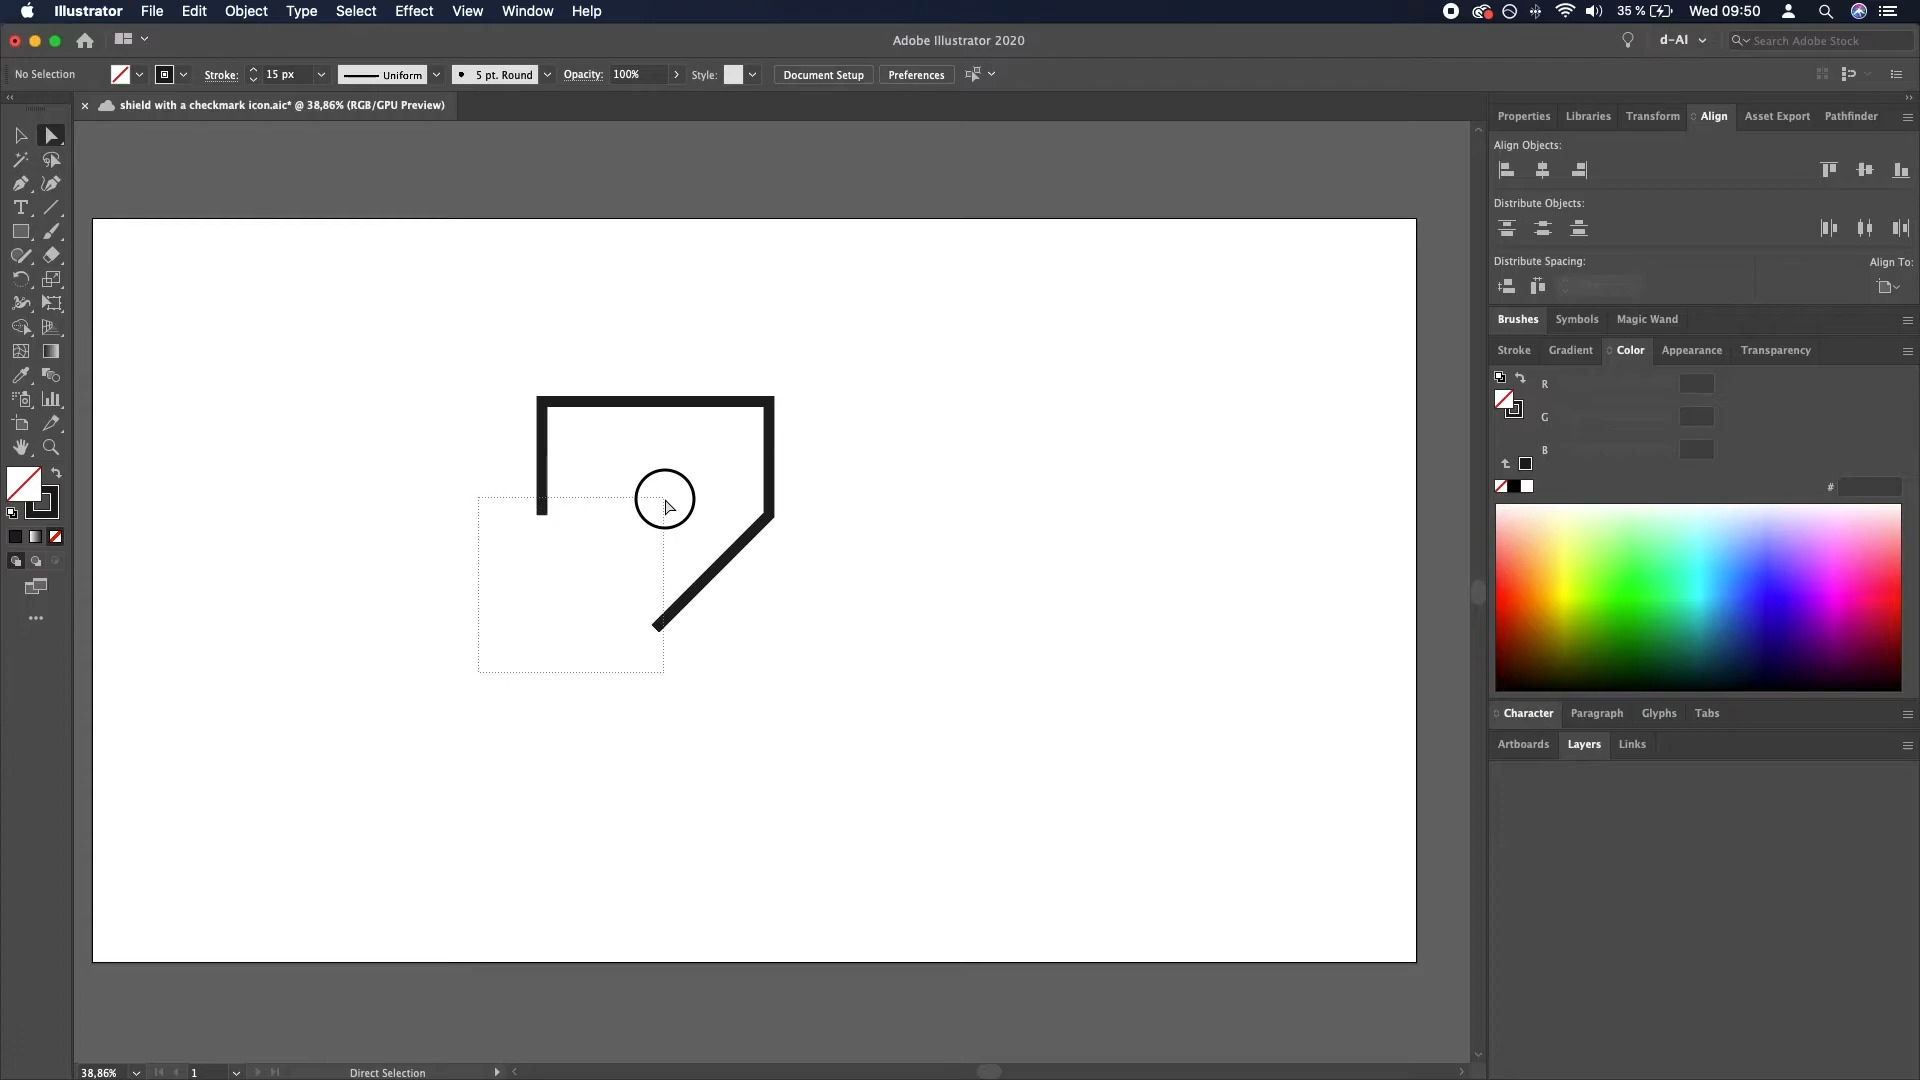 Illustrator File Edit Object Type Select Effect View Window Help 35 % Wed 09:50
Adobe Illustrator 2020 d-AI Search Adobe Stock
No Selection Stroke: 15 px Uniform 5 pt. Round Opacity: 100% Style: Document Setup Preferences
shield with a checkmark icon.aic* @ 38,86% (RGB/GPU Preview)
Properties Libraries Transform Align Asset Export Pathfinder
Align Objects:
Distribute Objects:
Distribute Spacing: Align To:
Brushes Symbols Magic Wand
Stroke Gradient Color Appearance Transparency
R
G
B
#
Character Paragraph Glyphs Tabs
Artboards Layers Links
38,86% 1 Direct Selection